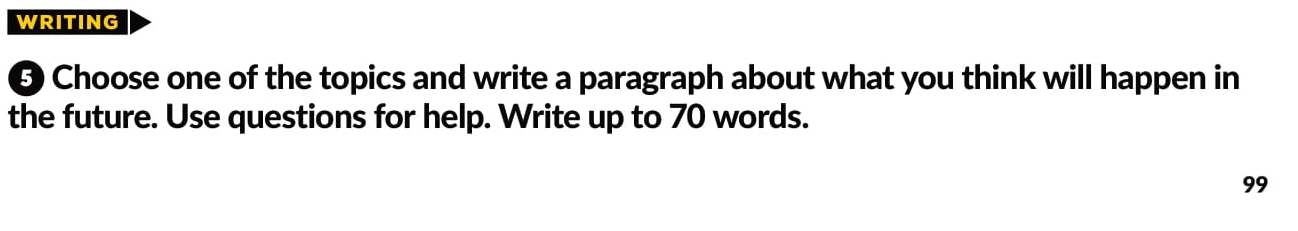 WRITING
5 Choose one of the topics and write a paragraph about what you think will happen in
the future. Use questions for help. Write up to 70 words.
99